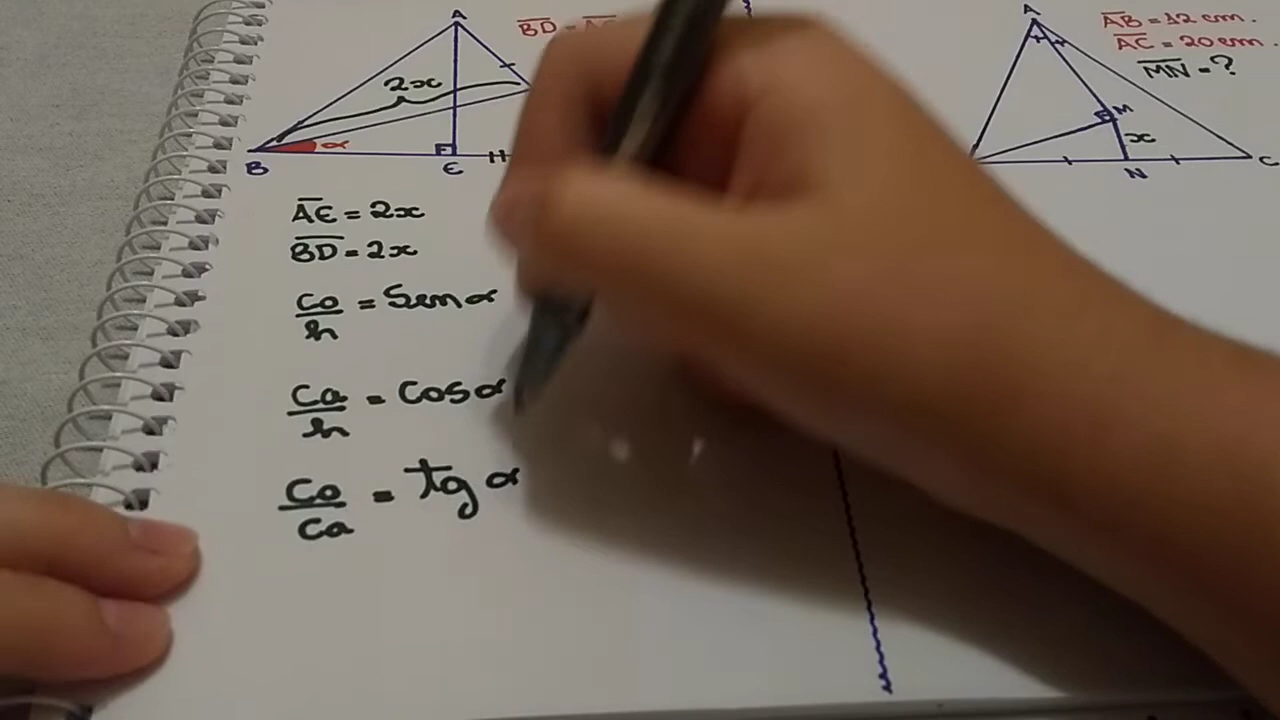 A
BD = A
2x
α
B
E
AE = 2x
BD = 2x
co/h = Sen α
Ca/h = cos α
co/ca = tg α
A
AB = 12 cm.
AC = 20 cm.
MN = ?
M
x
N
C